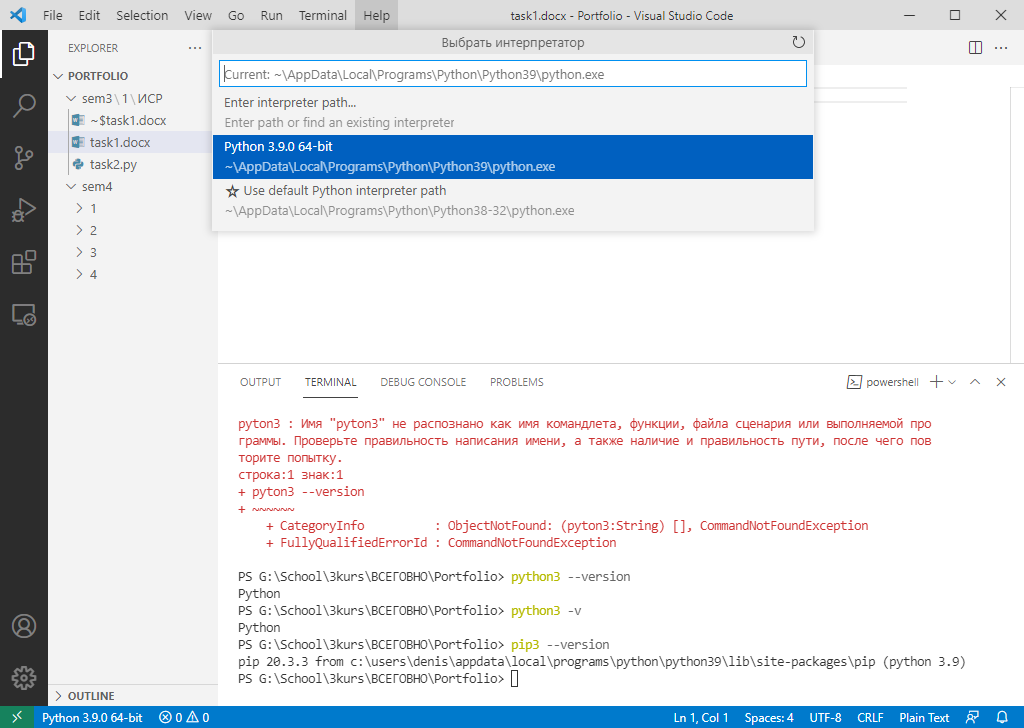 File Edit Selection View Go Run Terminal Help task1.docx - Portfolio - Visual Studio Code
EXPLORER
PORTFOLIO
sem3 \ 1 \ ИСР
~$task1.docx
task1.docx
task2.py
sem4
1
2
3
4
OUTLINE
Выбрать интерпретатор
Current: ~\AppData\Local\Programs\Python\Python39\python.exe
Enter interpreter path...
Enter path or find an existing interpreter
Python 3.9.0 64-bit
~\AppData\Local\Programs\Python\Python39\python.exe
Use default Python interpreter path
~\AppData\Local\Programs\Python\Python38-32\python.exe
OUTPUT TERMINAL DEBUG CONSOLE PROBLEMS powershell
pyton3 : Имя "pyton3" не распознано как имя командлета, функции, файла сценария или выполняемой про
граммы. Проверьте правильность написания имени, а также наличие и правильность пути, после чего пов
торите попытку.
строка:1 знак:1
+ pyton3 --version
+ ~~~~~~
+ CategoryInfo : ObjectNotFound: (pyton3:String) [], CommandNotFoundException
+ FullyQualifiedErrorId : CommandNotFoundException
PS G:\School\3kurs\ВСЕГОВНО\Portfolio> python3 --version
Python
PS G:\School\3kurs\ВСЕГОВНО\Portfolio> python3 -v
Python
PS G:\School\3kurs\ВСЕГОВНО\Portfolio> pip3 --version
pip 20.3.3 from c:\users\denis\appdata\local\programs\python\python39\lib\site-packages\pip (python 3.9)
PS G:\School\3kurs\ВСЕГОВНО\Portfolio>
Python 3.9.0 64-bit 0 0 Ln 1, Col 1 Spaces: 4 UTF-8 CRLF Plain Text